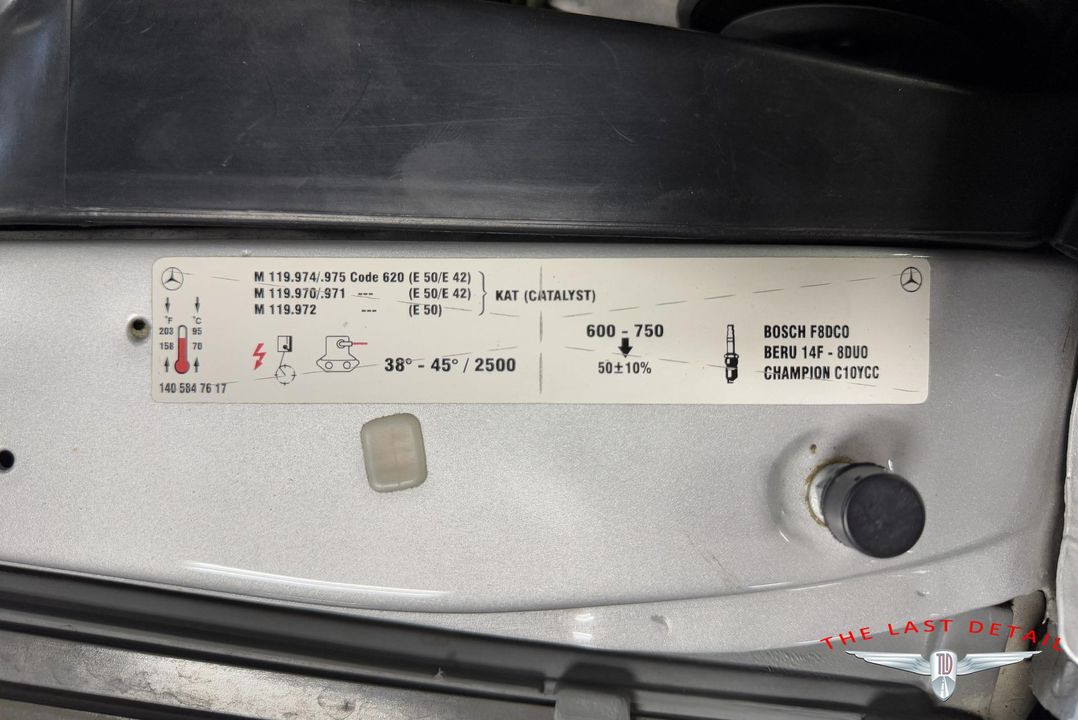 M 119.974/.975 Code 620 (E 50/E 42)
M 119.970/.971 --- (E 50/E 42)
M 119.972 --- (E 50)
KAT (CATALYST)
°F °C
203 95
158 70
140 584 76 17
38° - 45° / 2500
600 - 750
50±10%
BOSCH F8DCO
BERU 14F - 8DUO
CHAMPION C10YCC
THE LAST DETAIL
TLD